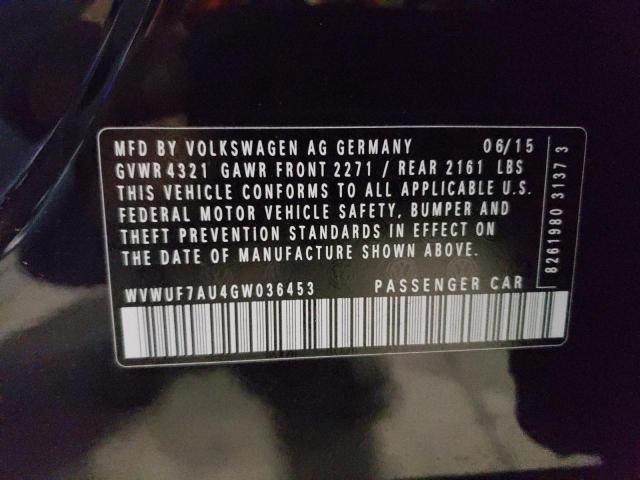 MFD BY VOLKSWAGEN AG GERMANY 06/15
GVWR 4321 GAWR FRONT 2271 / REAR 2161 LBS
THIS VEHICLE CONFORMS TO ALL APPLICABLE U.S.
FEDERAL MOTOR VEHICLE SAFETY, BUMPER AND
THEFT PREVENTION STANDARDS IN EFFECT ON
THE DATE OF MANUFACTURE SHOWN ABOVE.
WVWUF7AU4GW036453 PASSENGER CAR
8261980 3137 3